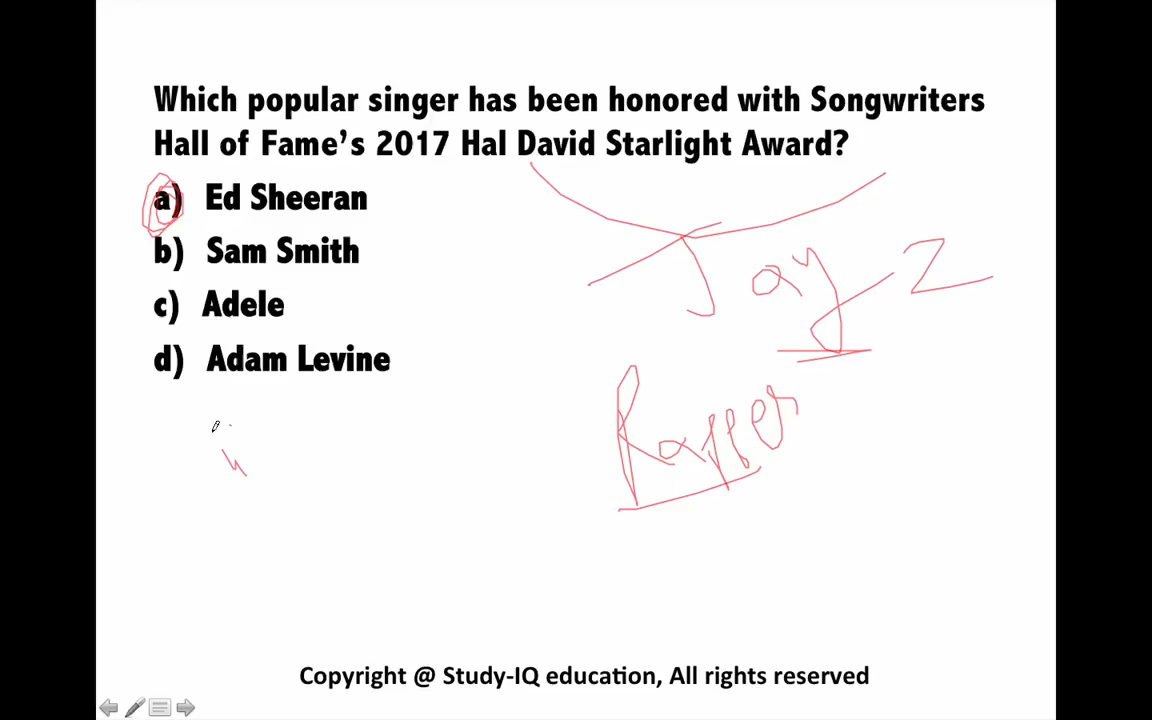 Which popular singer has been honored with Songwriters
Hall of Fame's 2017 Hal David Starlight Award?
a) Ed Sheeran
b) Sam Smith
c) Adele
d) Adam Levine
Jay Z
Rapper
Copyright @ Study-IQ education, All rights reserved